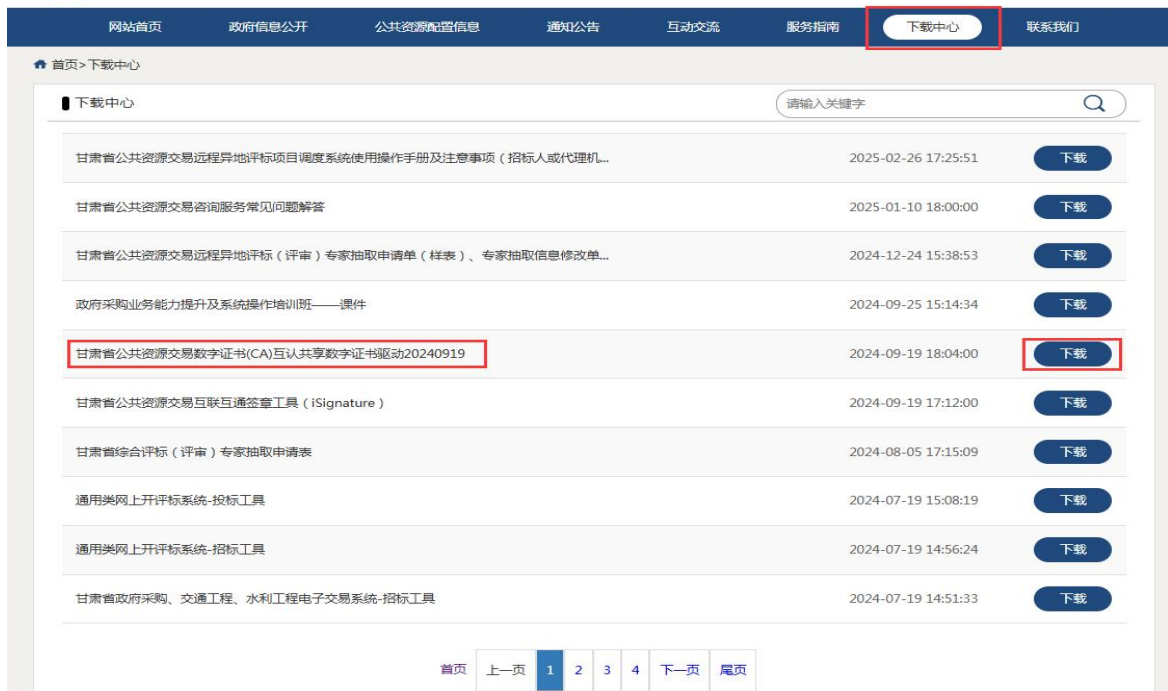 网站首页 政府信息公开 公共资源配置信息 通知公告 互动交流 服务指南 下载中心 联系我们
首页>下载中心
下载中心 请输入关键字
甘肃省公共资源交易远程异地评标项目调度系统使用操作手册及注意事项（招标人或代理机... 2025-02-26 17:25:51 下载
甘肃省公共资源交易咨询服务常见问题解答 2025-01-10 18:00:00 下载
甘肃省公共资源交易远程异地评标（评审）专家抽取申请单（样表）、专家抽取信息修改单... 2024-12-24 15:38:53 下载
政府采购业务能力提升及系统操作培训班——课件 2024-09-25 15:14:34 下载
甘肃省公共资源交易数字证书(CA)互认共享数字证书驱动20240919 2024-09-19 18:04:00 下载
甘肃省公共资源交易互联互通签章工具（iSignature） 2024-09-19 17:12:00 下载
甘肃省综合评标（评审）专家抽取申请表 2024-08-05 17:15:09 下载
通用类网上开评标系统-投标工具 2024-07-19 15:08:19 下载
通用类网上开评标系统-招标工具 2024-07-19 14:56:24 下载
甘肃省政府采购、交通工程、水利工程电子交易系统-招标工具 2024-07-19 14:51:33 下载
首页 上一页 1 2 3 4 下一页 尾页